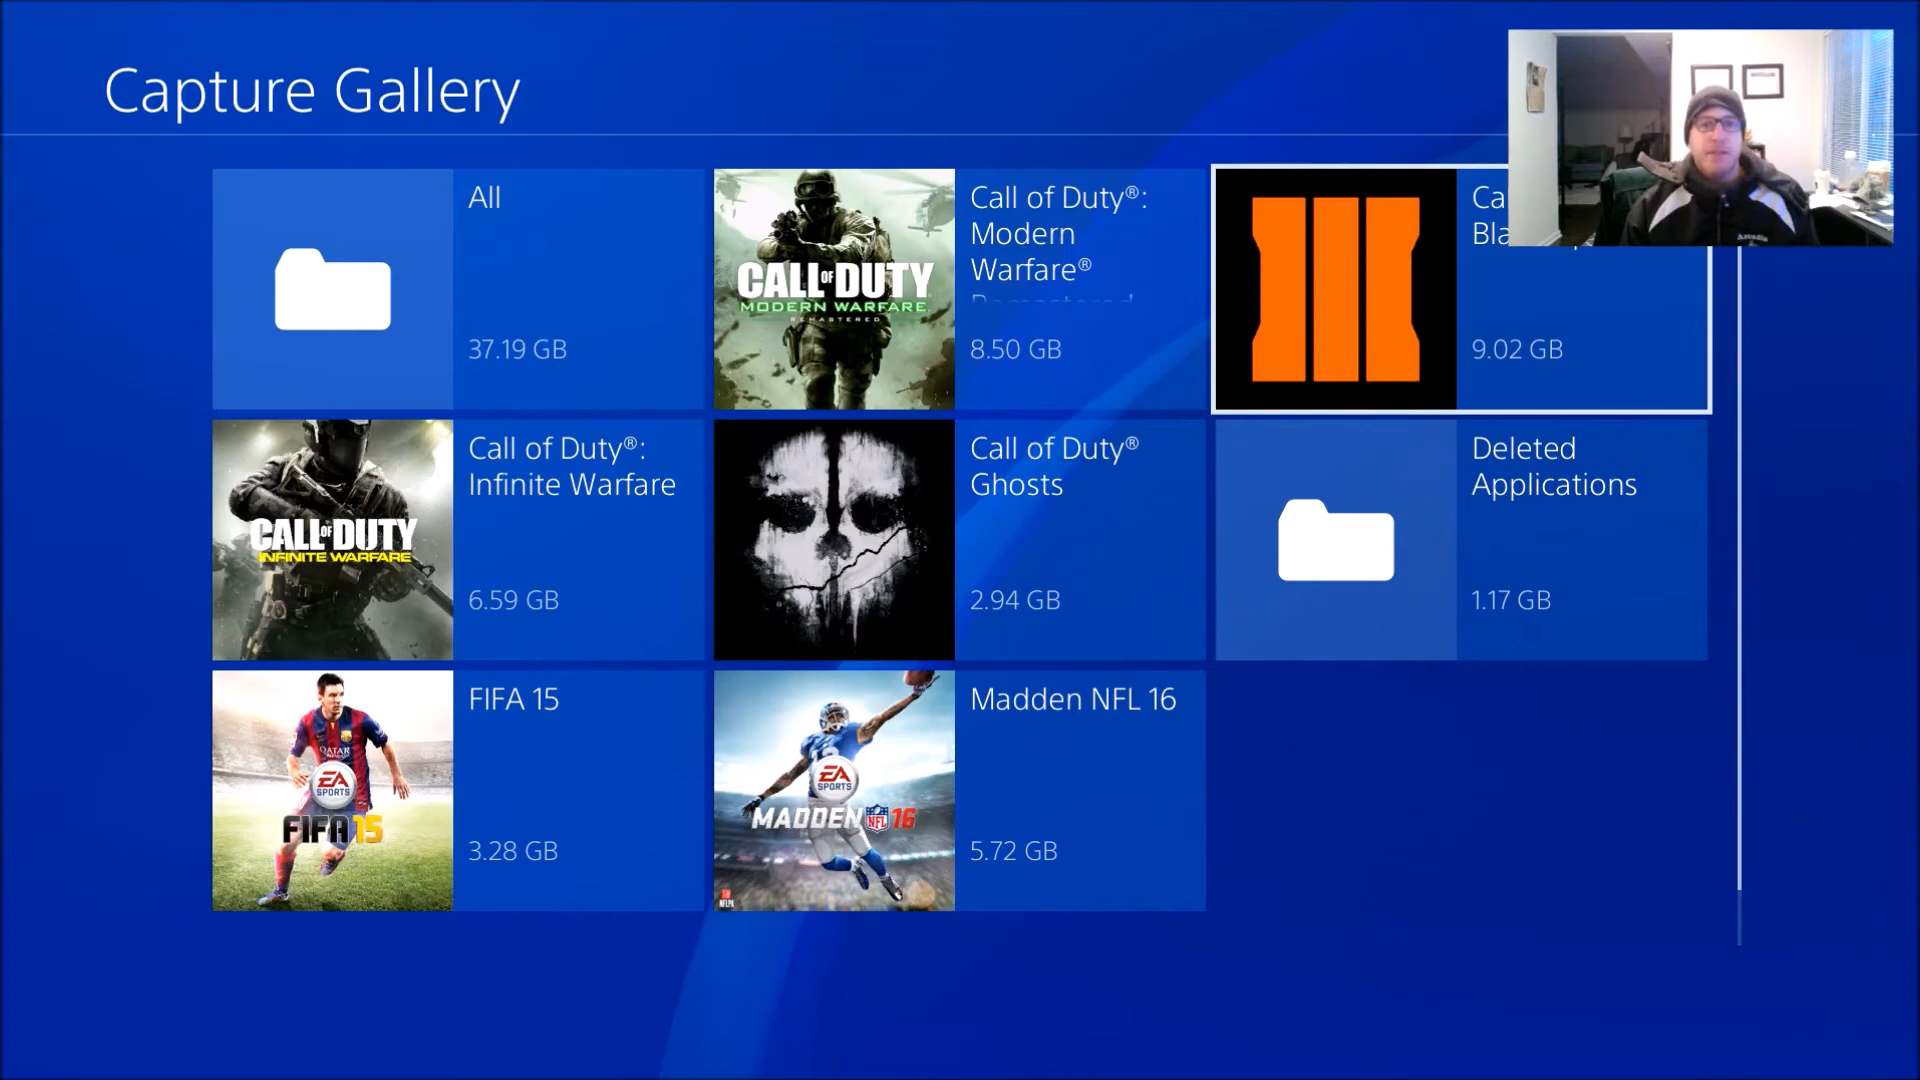 Capture Gallery
All
37.19 GB
CALL OF DUTY
MODERN WARFARE
REMASTERED
Call of Duty®:
Modern
Warfare®
Remastered
8.50 GB
Ca
Bla
9.02 GB
CALL OF DUTY
INFINITE WARFARE
Call of Duty®:
Infinite Warfare
6.59 GB
Call of Duty®
Ghosts
2.94 GB
Deleted
Applications
1.17 GB
QATAR
EA
SPORTS
FIFA 15
FIFA 15
3.28 GB
EA
SPORTS
MADDEN NFL 16
NFLPA
Madden NFL 16
5.72 GB